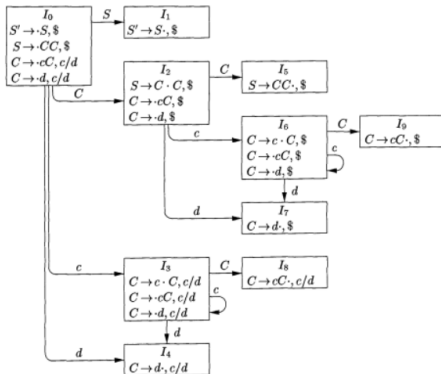 I₀
S′ → ·S, $
S → ·CC, $
C → ·cC, c/d
C → ·d, c/d
S
I₁
S′ → S·, $
C
I₂
S → C · C, $
C → ·cC, $
C → ·d, $
C
I₅
S → CC·, $
c
I₆
C → c · C, $
C → ·cC, $
C → ·d, $
C
I₉
C → cC·, $
c
d
d
I₇
C → d·, $
c
I₃
C → c · C, c/d
C → ·cC, c/d
C → ·d, c/d
C
I₈
C → cC·, c/d
c
d
d
I₄
C → d·, c/d